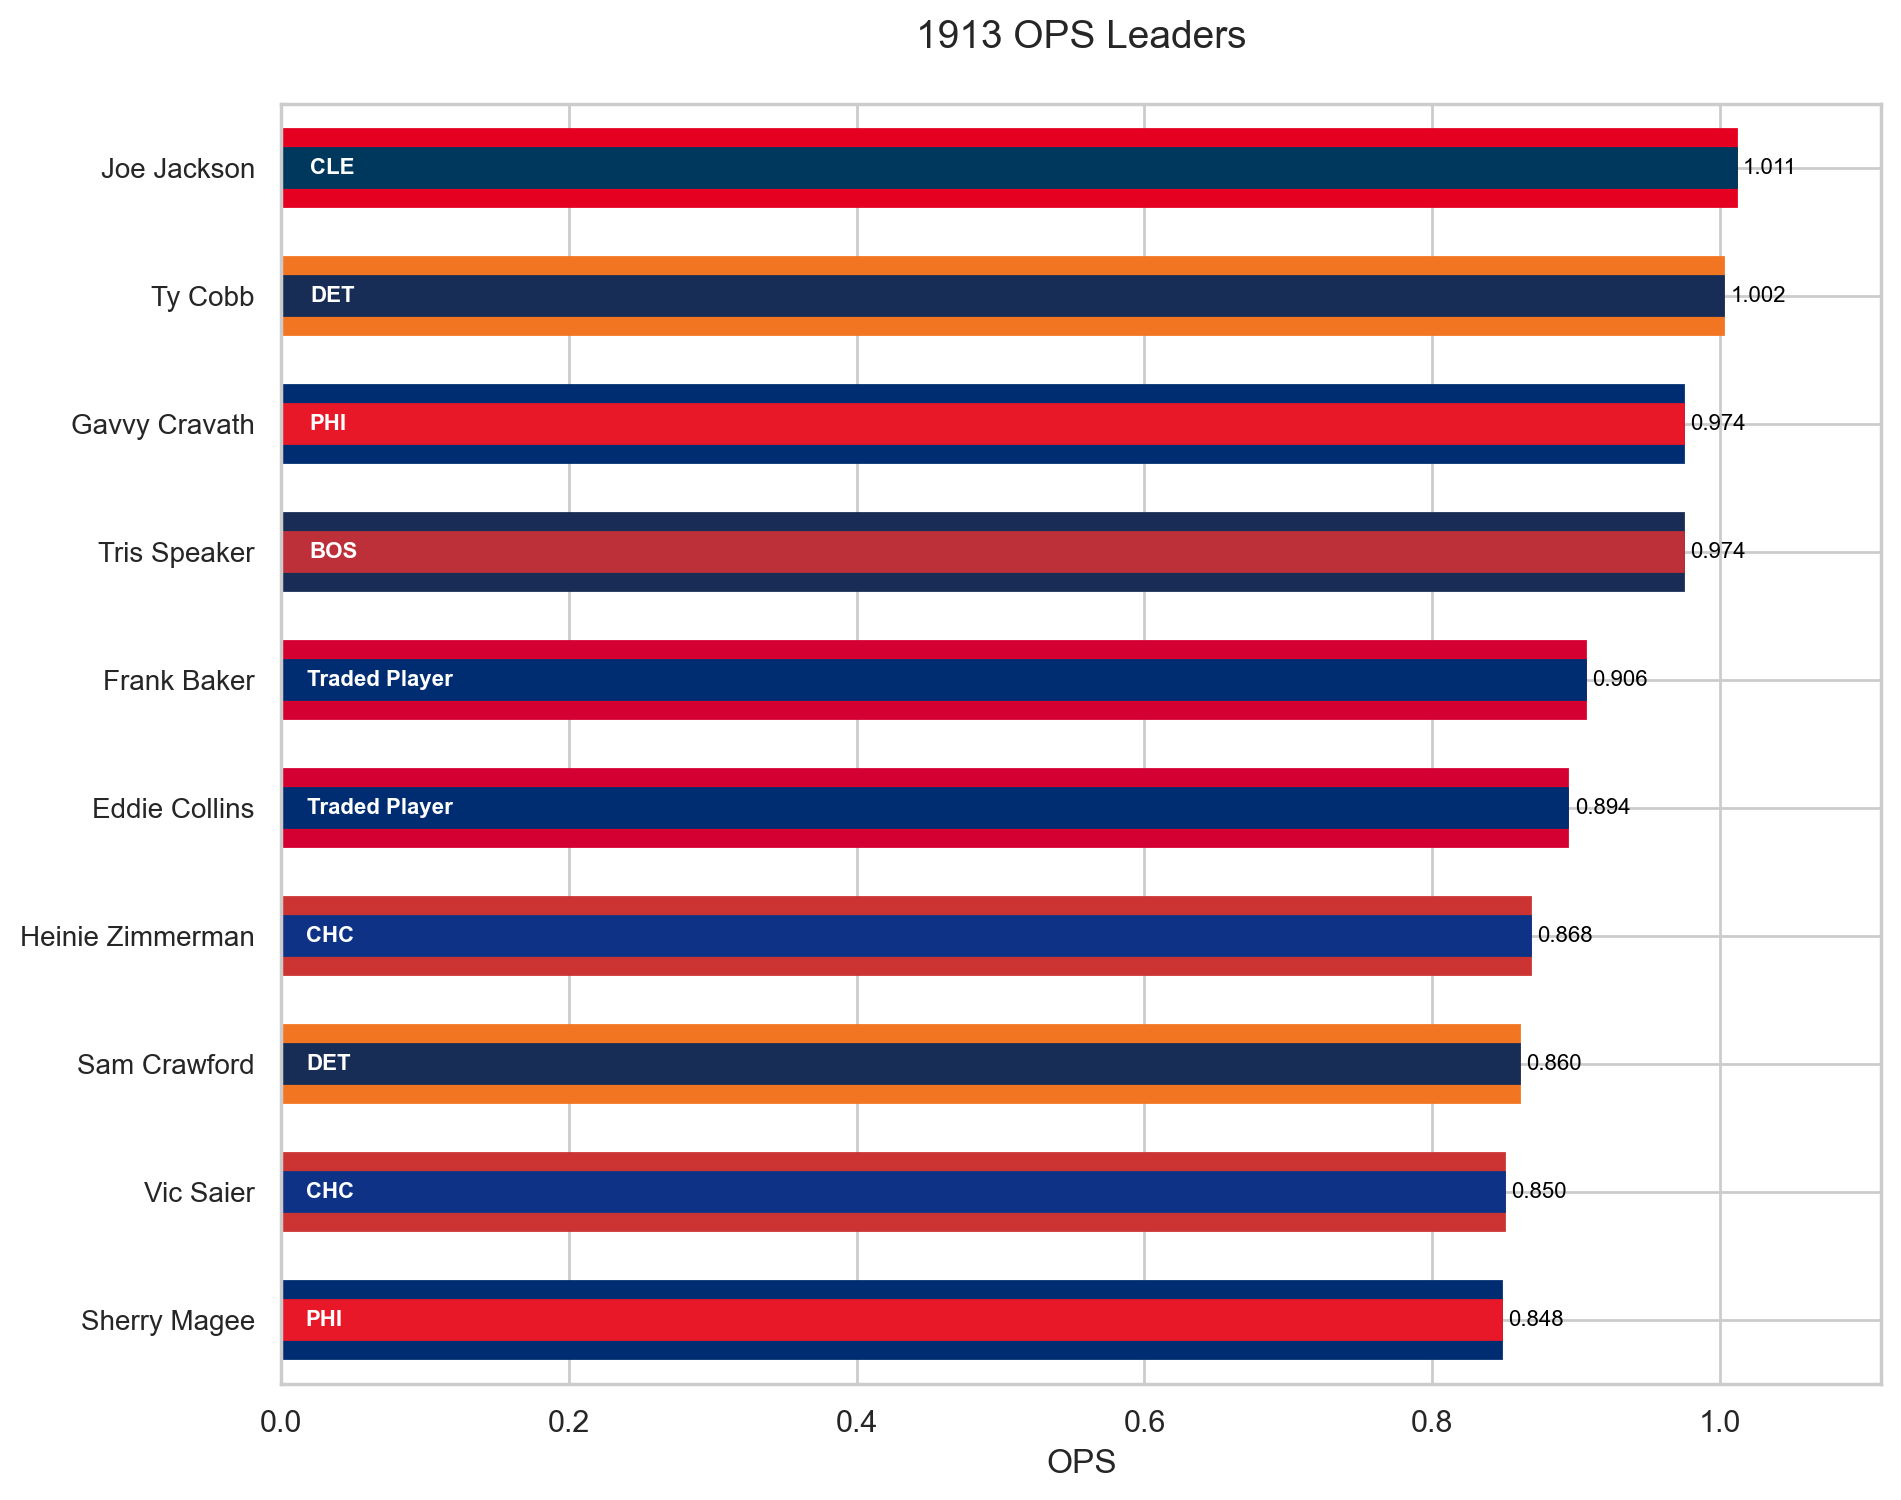 1913 OPS Leaders
Joe Jackson
CLE
1.011
Ty Cobb
DET
1.002
Gavvy Cravath
PHI
0.974
Tris Speaker
BOS
0.974
Frank Baker
Traded Player
0.906
Eddie Collins
Traded Player
0.894
Heinie Zimmerman
CHC
0.868
Sam Crawford
DET
0.860
Vic Saier
CHC
0.850
Sherry Magee
PHI
0.848
0.0 0.2 0.4 0.6 0.8 1.0
OPS